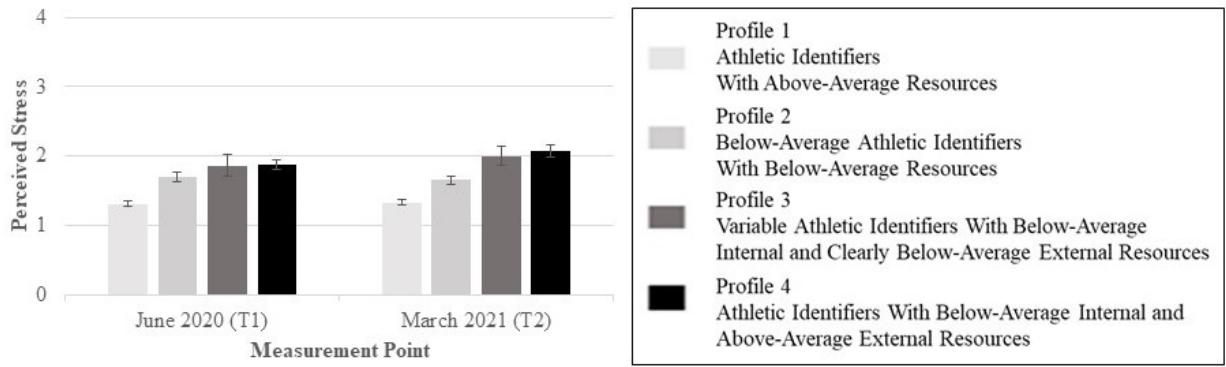 4
3
2
1
0
Perceived Stress
June 2020 (T1)
March 2021 (T2)
Measurement Point
Profile 1
Athletic Identifiers
With Above-Average Resources
Profile 2
Below-Average Athletic Identifiers
With Below-Average Resources
Profile 3
Variable Athletic Identifiers With Below-Average
Internal and Clearly Below-Average External Resources
Profile 4
Athletic Identifiers With Below-Average Internal and
Above-Average External Resources